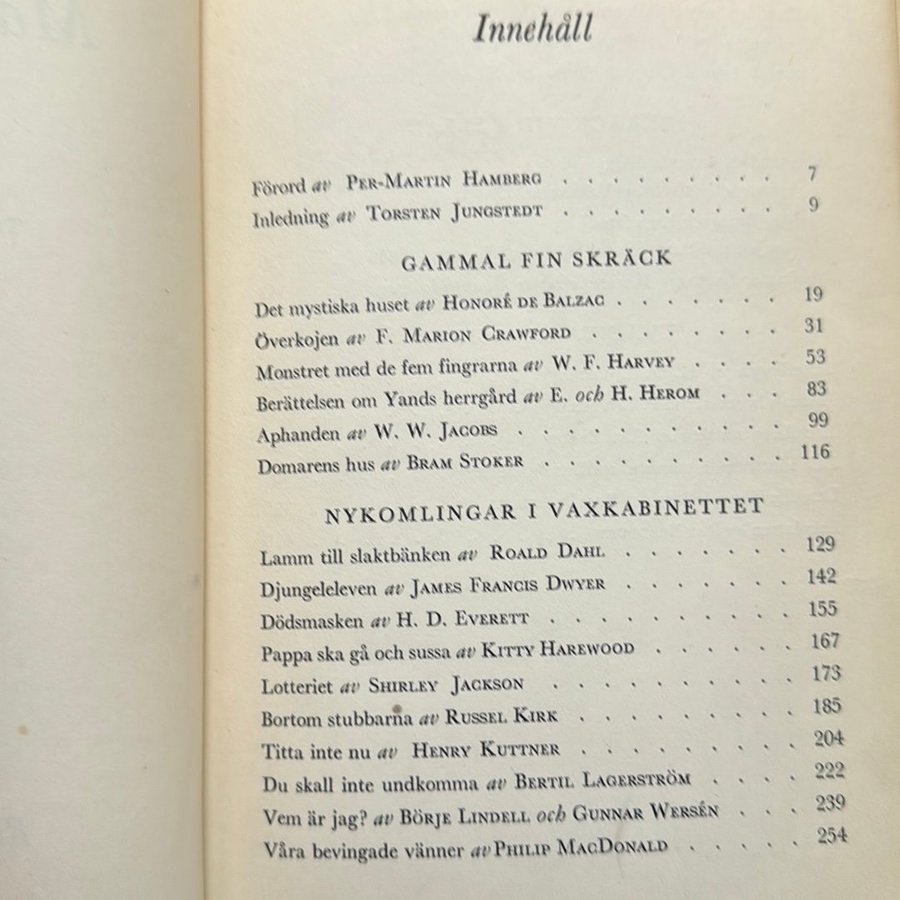 Innehåll
Förord av PER-MARTIN HAMBERG . . . . . . . . . 7
Inledning av TORSTEN JUNGSTEDT . . . . . . . . . 9
GAMMAL FIN SKRÄCK
Det mystiska huset av HONORÉ DE BALZAC . . . . . . . 19
Överkojen av F. MARION CRAWFORD . . . . . . . . 31
Monstret med de fem fingrarna av W. F. HARVEY . . . . 53
Berättelsen om Yands herrgård av E. och H. HEROM . . . 83
Aphanden av W. W. JACOBS . . . . . . . . . . . 99
Domarens hus av BRAM STOKER . . . . . . . . . . 116
NYKOMLINGAR I VAXKABINETTET
Lamm till slaktbänken av ROALD DAHL . . . . . . . 129
Djungeleleven av JAMES FRANCIS DWYER . . . . . . . 142
Dödsmasken av H. D. EVERETT . . . . . . . . . . 155
Pappa ska gå och sussa av KITTY HAREWOOD . . . . . . 167
Lotteriet av SHIRLEY JACKSON . . . . . . . . . . 173
Bortom stubbarna av RUSSEL KIRK . . . . . . . . . 185
Titta inte nu av HENRY KUTTNER . . . . . . . . . 204
Du skall inte undkomma av BERTIL LAGERSTRÖM . . . . 222
Vem är jag? av BÖRJE LINDELL och GUNNAR WERSÉN . . . 239
Våra bevingade vänner av PHILIP MACDONALD . . . . . 254